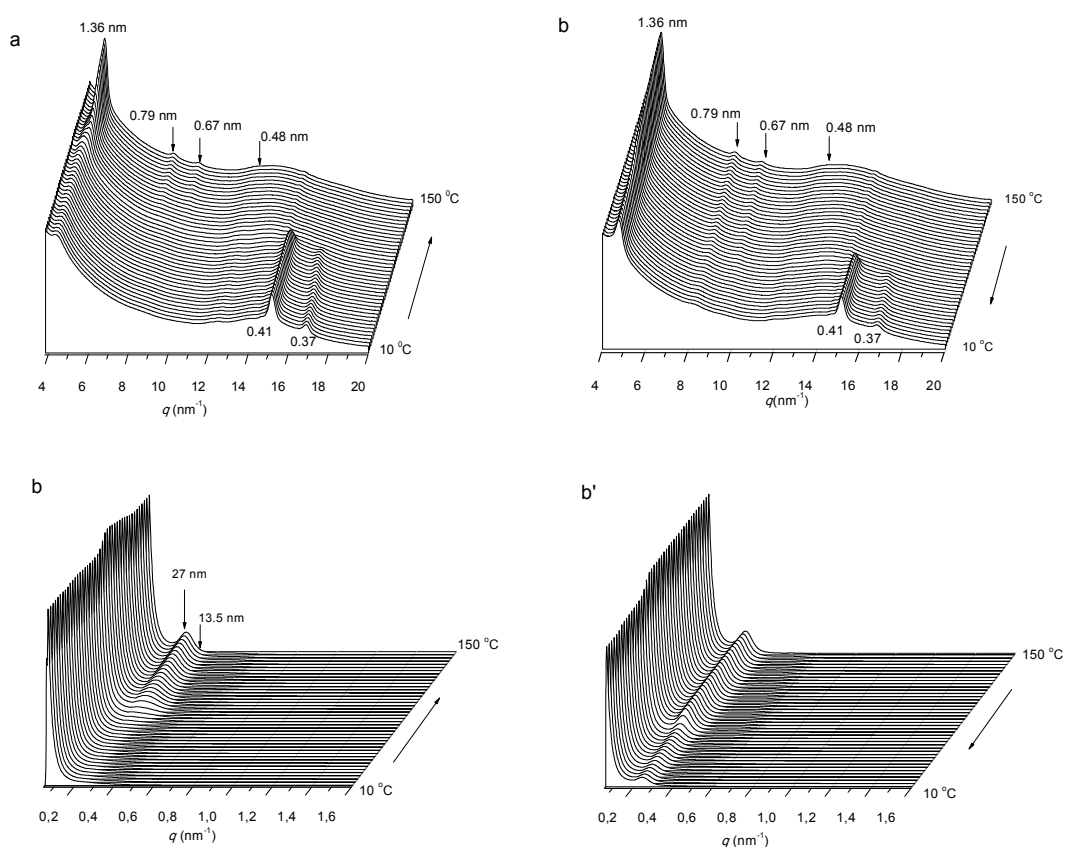 a
1.36 nm
0.79 nm
0.67 nm
0.48 nm
150 °C
0.41
0.37
10 °C
4 6 8 10 12 14 16 18 20
q (nm⁻¹)
b
1.36 nm
0.79 nm
0.67 nm
0.48 nm
150 °C
0.41
0.37
10 °C
4 6 8 10 12 14 16 18 20
q(nm⁻¹)
b
27 nm
13.5 nm
150 °C
10 °C
0,2 0,4 0,6 0,8 1,0 1,2 1,4 1,6
q (nm⁻¹)
b'
150 °C
10 °C
0,2 0,4 0,6 0,8 1,0 1,2 1,4 1,6
q (nm⁻¹)